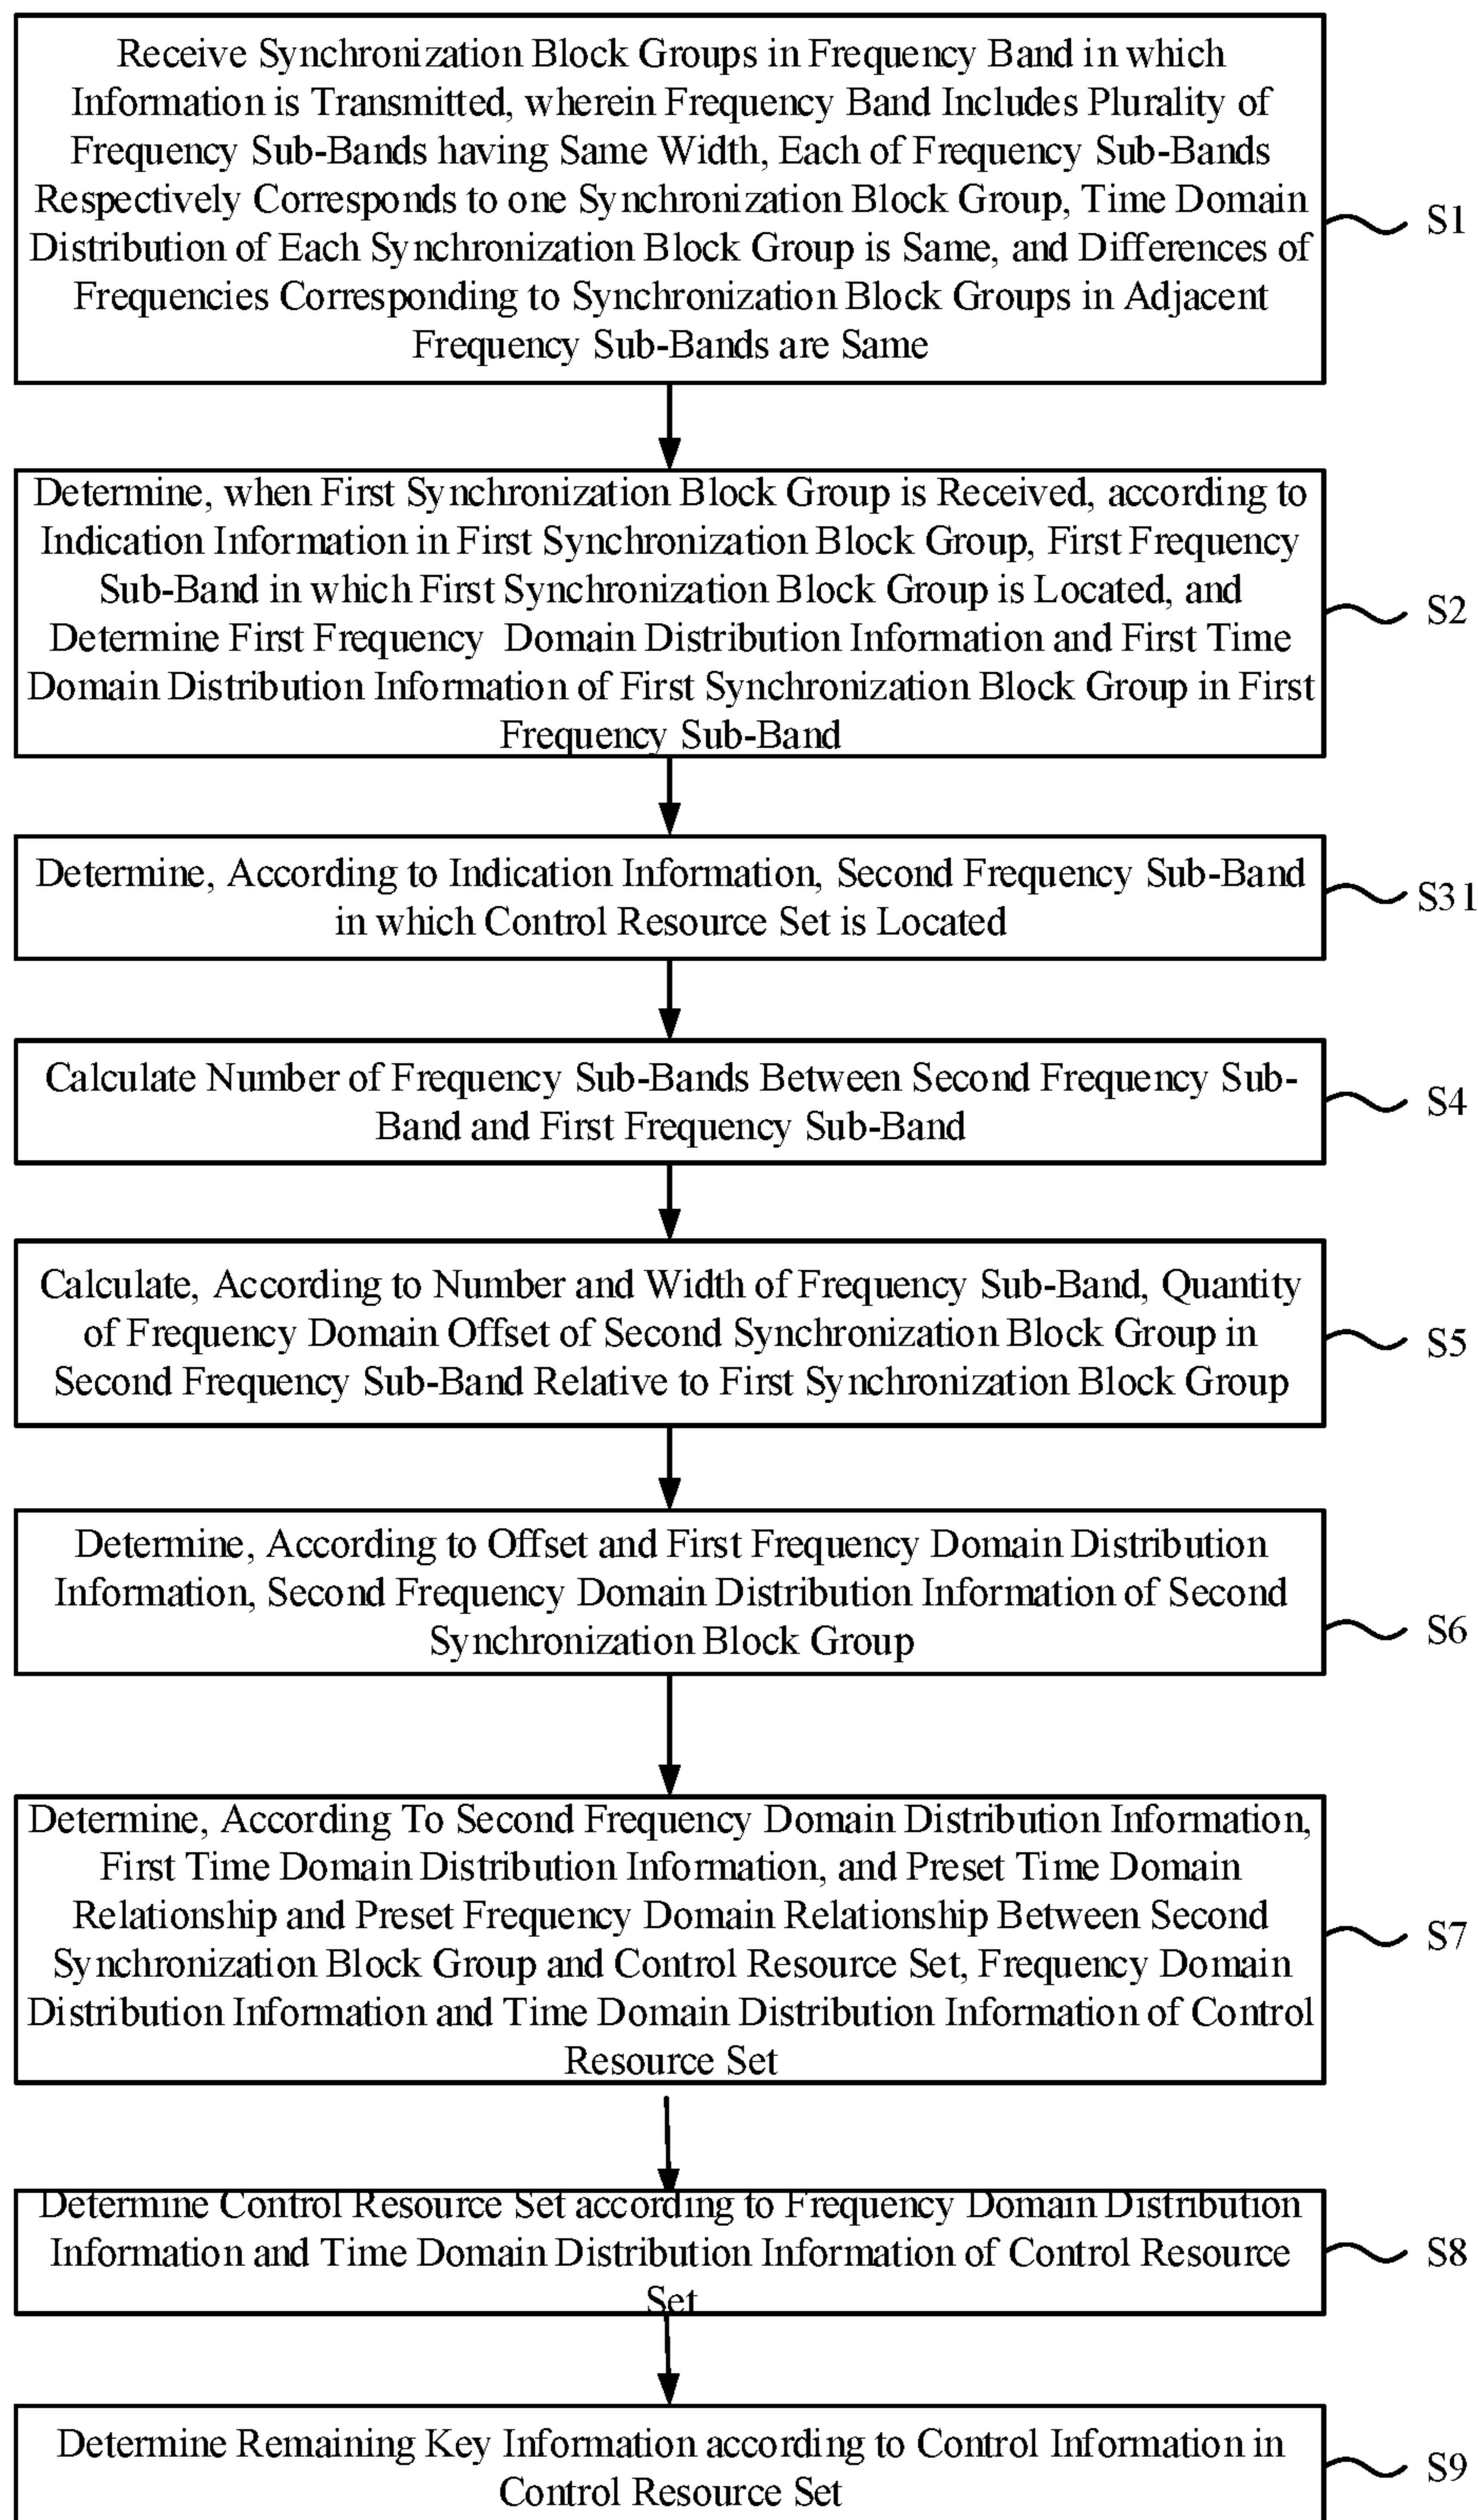 Receive Synchronization Block Groups in Frequency Band in which
Information is Transmitted, wherein Frequency Band Includes Plurality of
Frequency Sub-Bands having Same Width, Each of Frequency Sub-Bands
Respectively Corresponds to one Synchronization Block Group, Time Domain
Distribution of Each Synchronization Block Group is Same, and Differences of
Frequencies Corresponding to Synchronization Block Groups in Adjacent
Frequency Sub-Bands are Same
S1
Determine, when First Synchronization Block Group is Received, according to
Indication Information in First Synchronization Block Group, First Frequency
Sub-Band in which First Synchronization Block Group is Located, and
Determine First Frequency Domain Distribution Information and First Time
Domain Distribution Information of First Synchronization Block Group in First
Frequency Sub-Band
S2
Determine, According to Indication Information, Second Frequency Sub-Band
in which Control Resource Set is Located
S31
Calculate Number of Frequency Sub-Bands Between Second Frequency Sub-
Band and First Frequency Sub-Band
S4
Calculate, According to Number and Width of Frequency Sub-Band, Quantity
of Frequency Domain Offset of Second Synchronization Block Group in
Second Frequency Sub-Band Relative to First Synchronization Block Group
S5
Determine, According to Offset and First Frequency Domain Distribution
Information, Second Frequency Domain Distribution Information of Second
Synchronization Block Group
S6
Determine, According To Second Frequency Domain Distribution Information,
First Time Domain Distribution Information, and Preset Time Domain
Relationship and Preset Frequency Domain Relationship Between Second
Synchronization Block Group and Control Resource Set, Frequency Domain
Distribution Information and Time Domain Distribution Information of Control
Resource Set
S7
Determine Control Resource Set according to Frequency Domain Distribution
Information and Time Domain Distribution Information of Control Resource
Set
S8
Determine Remaining Key Information according to Control Information in
Control Resource Set
S9